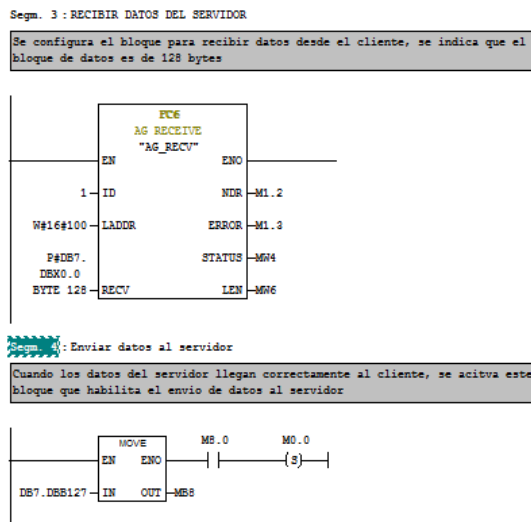 Segm. 3 : RECIBIR DATOS DEL SERVIDOR
Se configura el bloque para recibir datos desde el cliente, se indica que el
bloque de datos es de 128 bytes
FC6
AG RECEIVE
"AG_RECV"
EN ENO
1 ID NDR M1.2
W#16#100 LADDR ERROR M1.3
P#DB7. STATUS MW4
DBX0.0
BYTE 128 RECV LEN MW6
Segm. 4 : Enviar datos al servidor
Cuando los datos del servidor llegan correctamente al cliente, se acitva este
bloque que habilita el envio de datos al servidor
MOVE M8.0 M0.0
EN ENO (S)
DB7.DBB127 IN OUT MB8